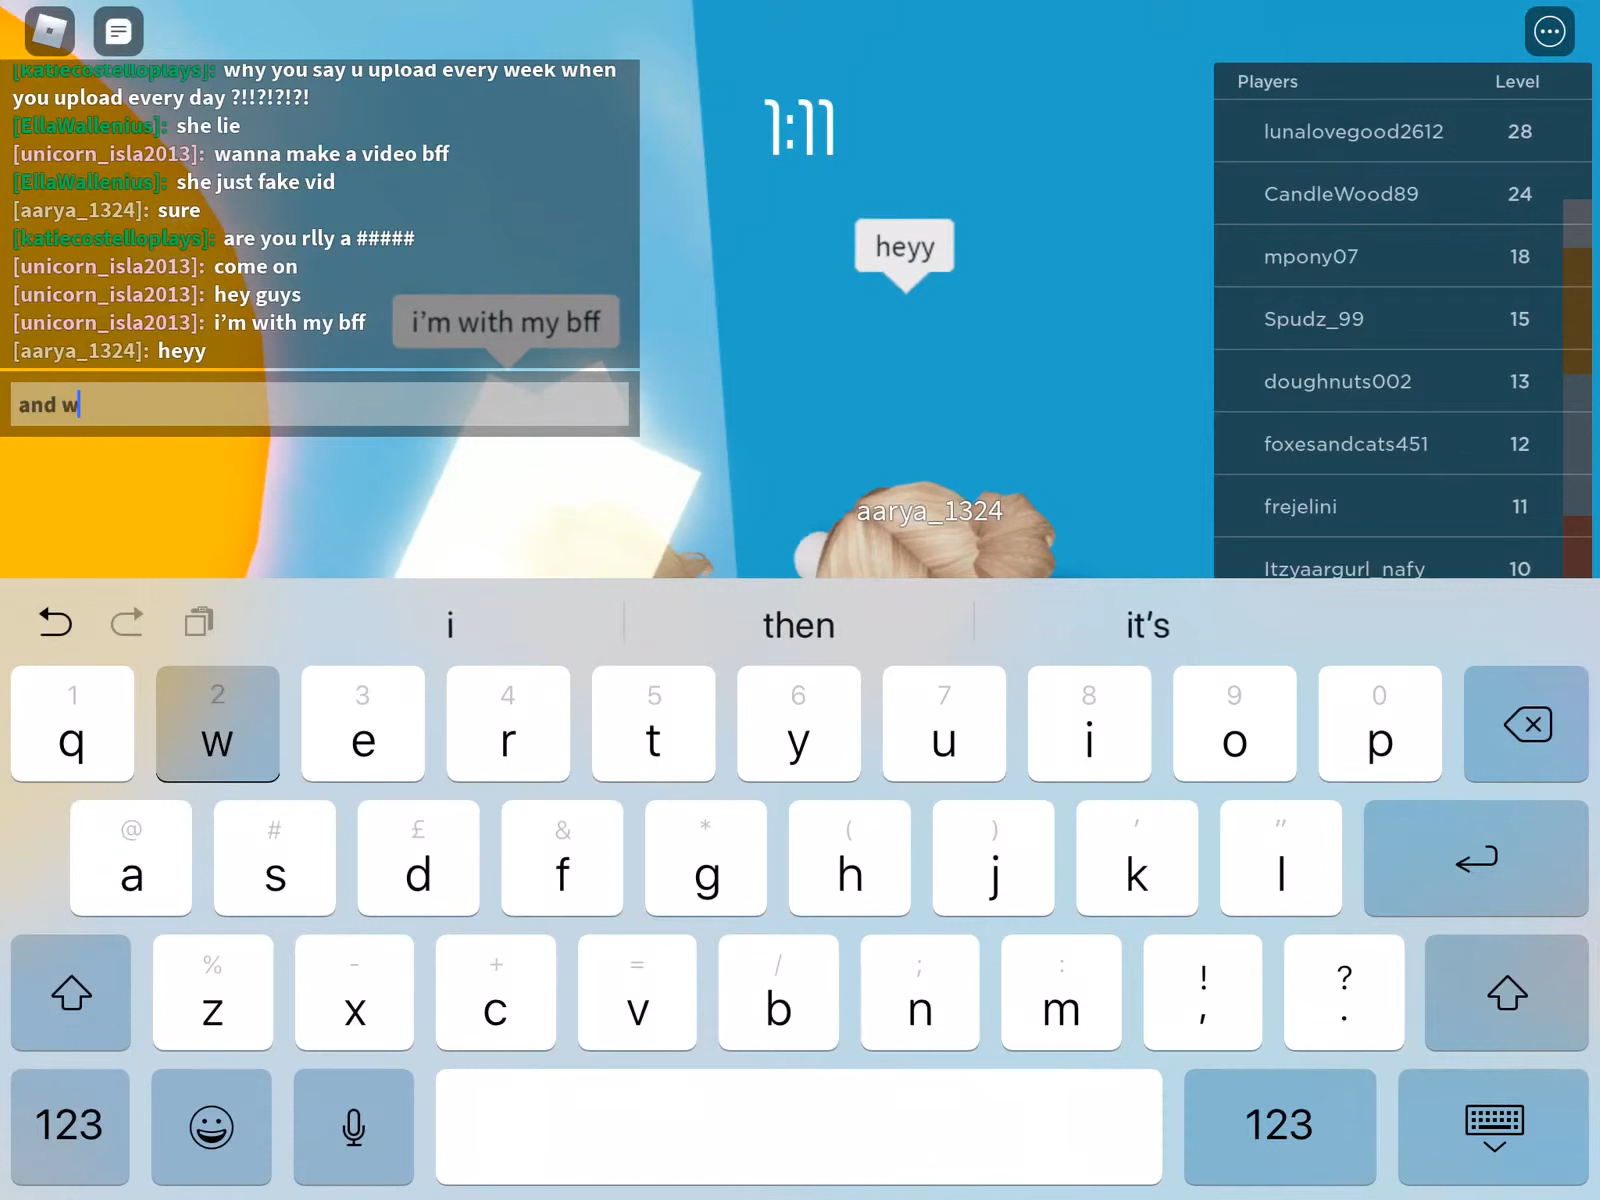 [katiecostelloplays]: why you say u upload every week when
you upload every day ?!!?!?!?!
[EllaWallenius]: she lie
[unicorn_isla2013]: wanna make a video bff
[EllaWallenius]: she just fake vid
[aarya_1324]: sure
[katiecostelloplays]: are you rlly a #####
[unicorn_isla2013]: come on
[unicorn_isla2013]: hey guys
[unicorn_isla2013]: i'm with my bff
[aarya_1324]: heyy
and w
i'm with my bff
1:11
heyy
aarya_1324
Players Level
lunalovegood2612 28
CandleWood89 24
mpony07 18
Spudz_99 15
doughnuts002 13
foxesandcats451 12
frejelini 11
Itzyaargurl_nafy 10
i then it's
1 2 3 4 5 6 7 8 9 0
q w e r t y u i o p
@ # £ & * ( ) ' "
a s d f g h j k l
% - + = / ; : ! ?
z x c v b n m , .
123 123